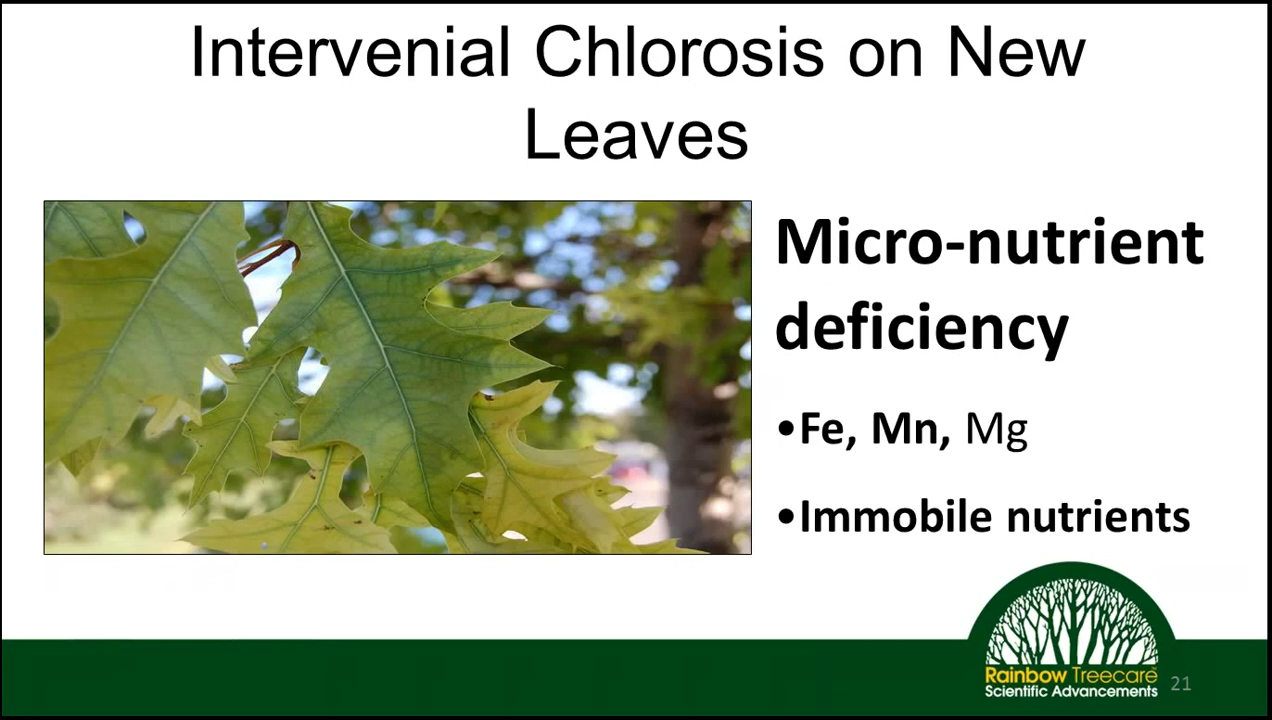 Intervenial Chlorosis on New
Leaves
Micro-nutrient
deficiency
•Fe, Mn, Mg
•Immobile nutrients
Rainbow Treecare
Scientific Advancements
21